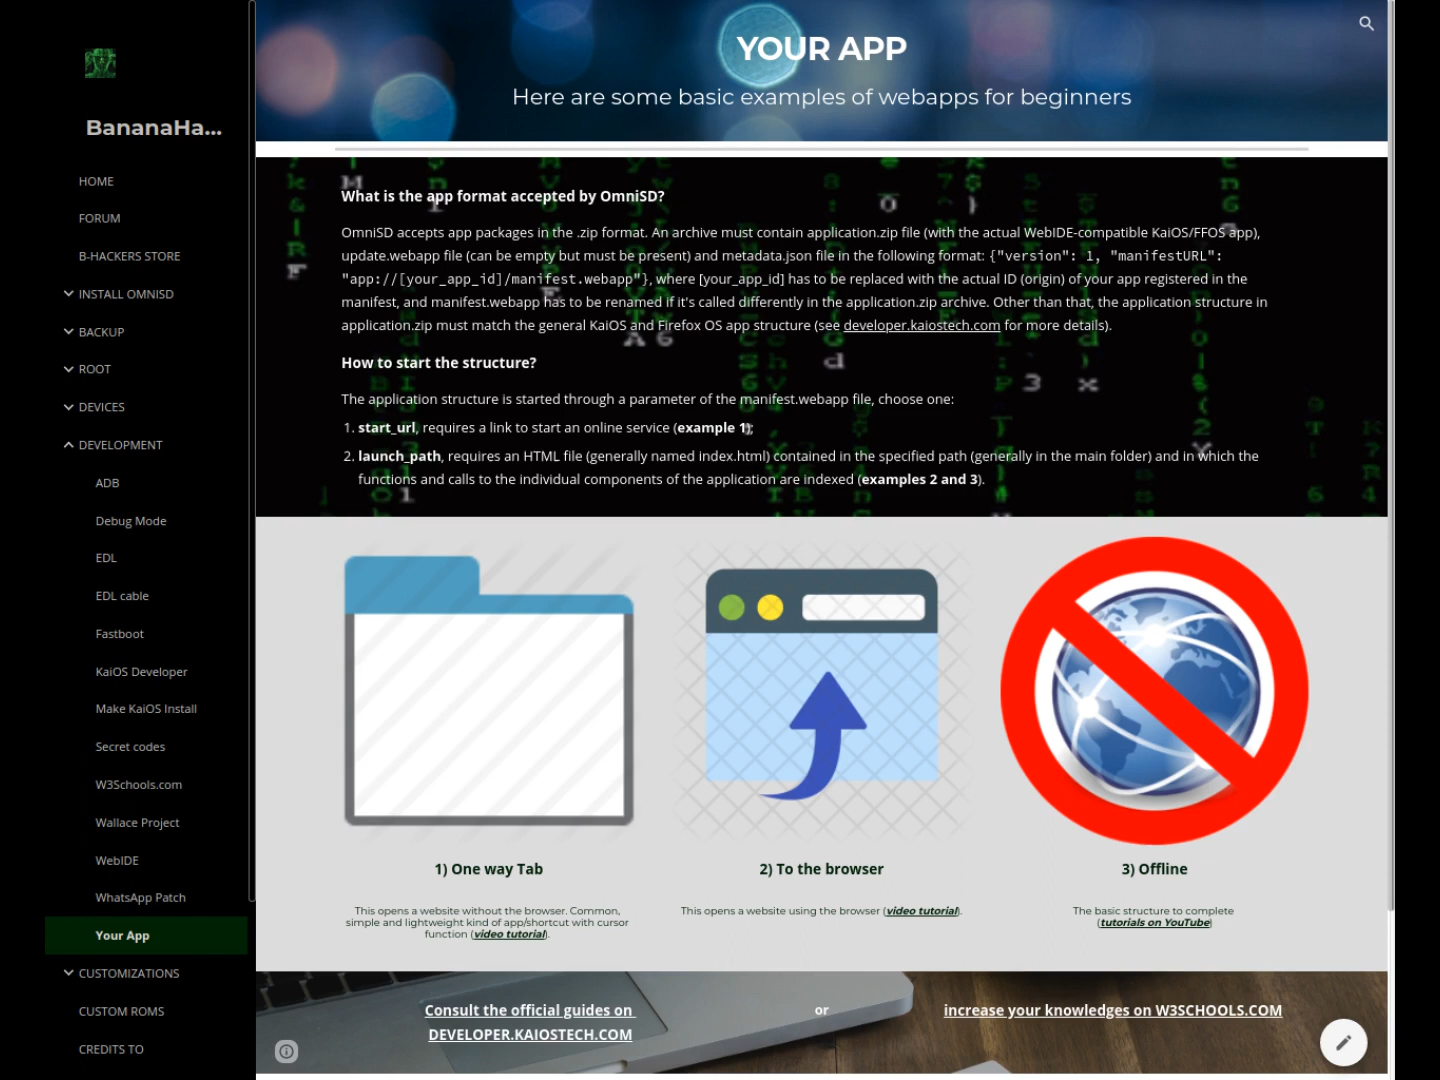 BananaHa...
HOME
FORUM
B-HACKERS STORE
INSTALL OMNISD
BACKUP
ROOT
DEVICES
DEVELOPMENT
ADB
Debug Mode
EDL
EDL cable
Fastboot
KaiOS Developer
Make KaiOS Install
Secret codes
W3Schools.com
Wallace Project
WebIDE
WhatsApp Patch
Your App
CUSTOMIZATIONS
CUSTOM ROMS
CREDITS TO
YOUR APP
Here are some basic examples of webapps for beginners
What is the app format accepted by OmniSD?
OmniSD accepts app packages in the .zip format. An archive must contain application.zip file (with the actual WebIDE-compatible KaiOS/FFOS app),
update.webapp file (can be empty but must be present) and metadata.json file in the following format: {"version": 1, "manifestURL":
"app://[your_app_id]/manifest.webapp"}, where [your_app_id] has to be replaced with the actual ID (origin) of your app registered in the
manifest, and manifest.webapp has to be renamed if it's called differently in the application.zip archive. Other than that, the application structure in
application.zip must match the general KaiOS and Firefox OS app structure (see developer.kaiostech.com for more details).
How to start the structure?
The application structure is started through a parameter of the manifest.webapp file, choose one:
1. start_url, requires a link to start an online service (example 1);
2. launch_path, requires an HTML file (generally named index.html) contained in the specified path (generally in the main folder) and in which the
functions and calls to the individual components of the application are indexed (examples 2 and 3).
1) One way Tab
This opens a website without the browser. Common,
simple and lightweight kind of app/shortcut with cursor
function (video tutorial).
2) To the browser
This opens a website using the browser (video tutorial).
3) Offline
The basic structure to complete
(tutorials on YouTube)
Consult the official guides on
DEVELOPER.KAIOSTECH.COM
or
increase your knowledges on W3SCHOOLS.COM